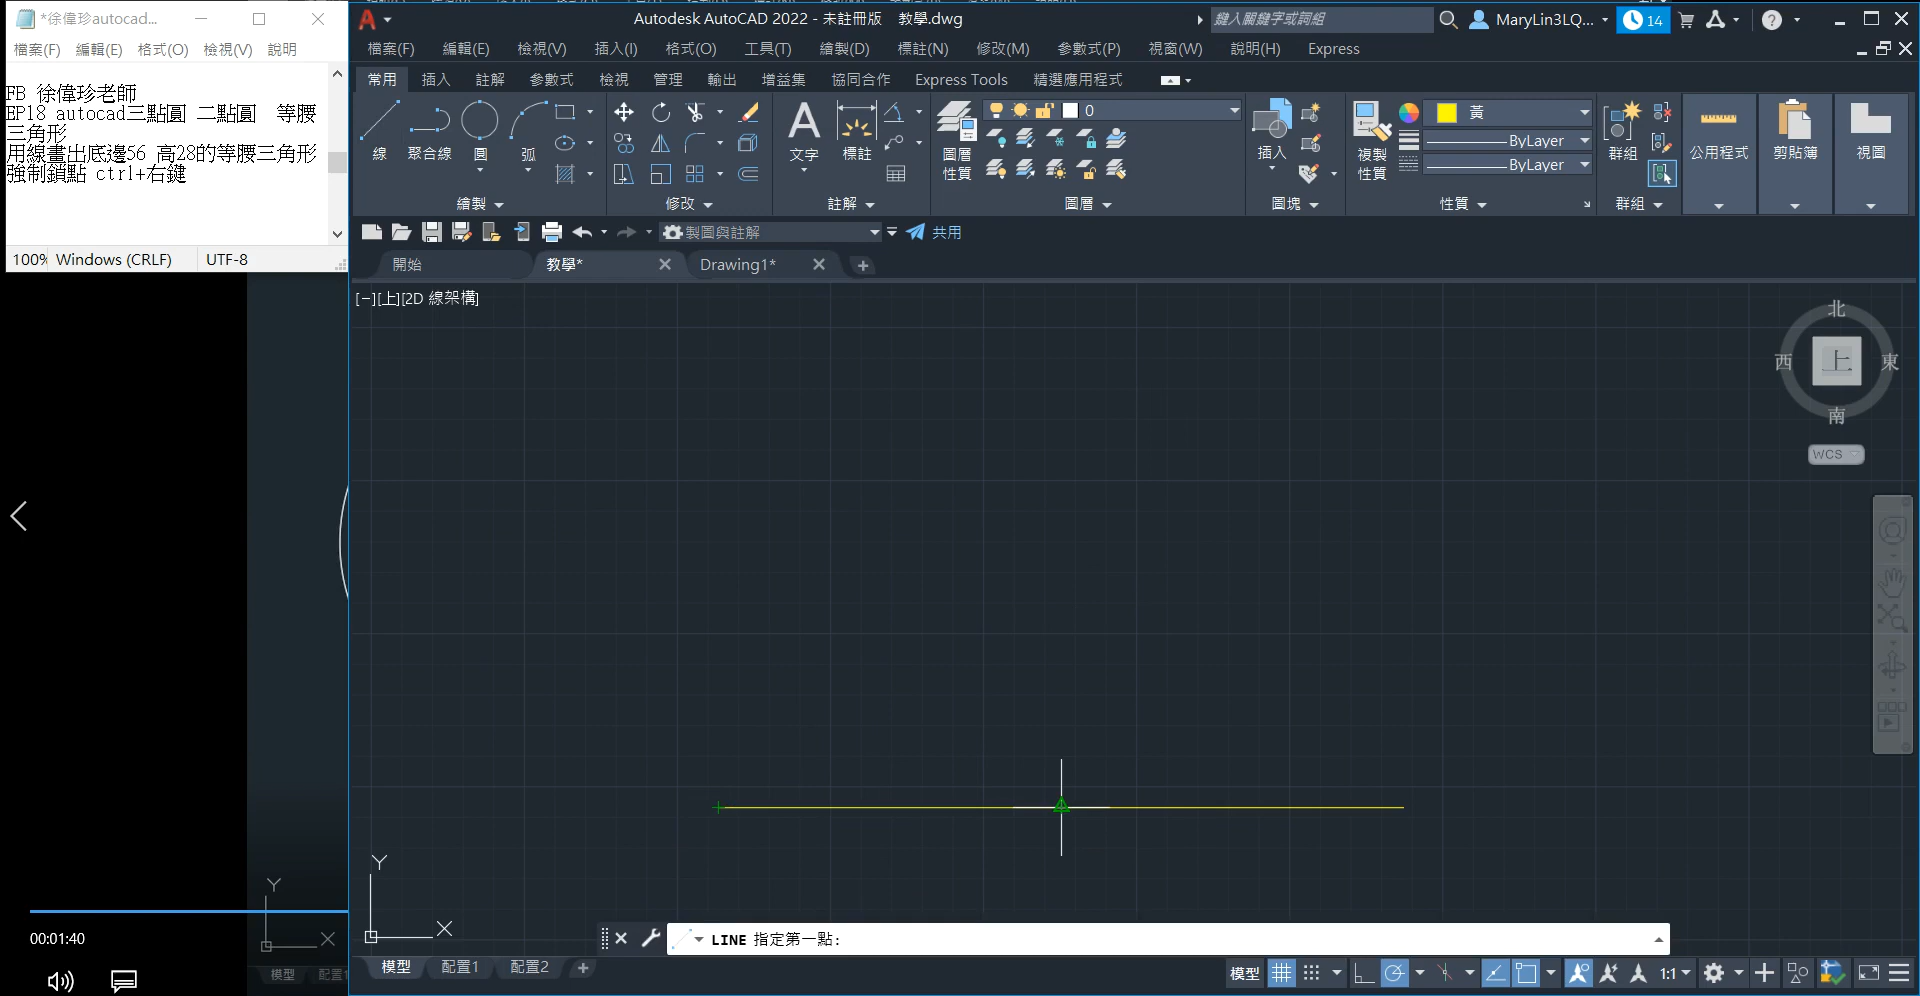 *徐偉珍autocad...
檔案(F) 編輯(E) 格式(O) 檢視(V) 說明
FB 徐偉珍老師
EP18 autocad三點圓 二點圓 等腰
三角形
用線畫出底邊56 高28的等腰三角形
強制鎖點 ctrl+右鍵
100% Windows (CRLF) UTF-8
Autodesk AutoCAD 2022 - 未註冊版 教學.dwg
鍵入關鍵字或詞組
MaryLin3LQ...
14
檔案(F) 編輯(E) 檢視(V) 插入(I) 格式(O) 工具(T) 繪製(D) 標註(N) 修改(M) 參數式(P) 視窗(W) 說明(H) Express
常用 插入 註解 參數式 檢視 管理 輸出 增益集 協同合作 Express Tools 精選應用程式
線 聚合線 圓 弧
文字 標註
圖層
性質
0
插入
複製
性質
黃
ByLayer
ByLayer
群組 公用程式 剪貼簿 視圖
繪製 修改 註解 圖層 圖塊 性質 群組
製圖與註解 共用
開始 教學* Drawing1*
[−][上][2D 線架構]
北
西 上 東
南
WCS
Y
X
Y
X
00:01:40
LINE 指定第一點:
模型 配置1 配置2
模型 配置1
模型 1:1